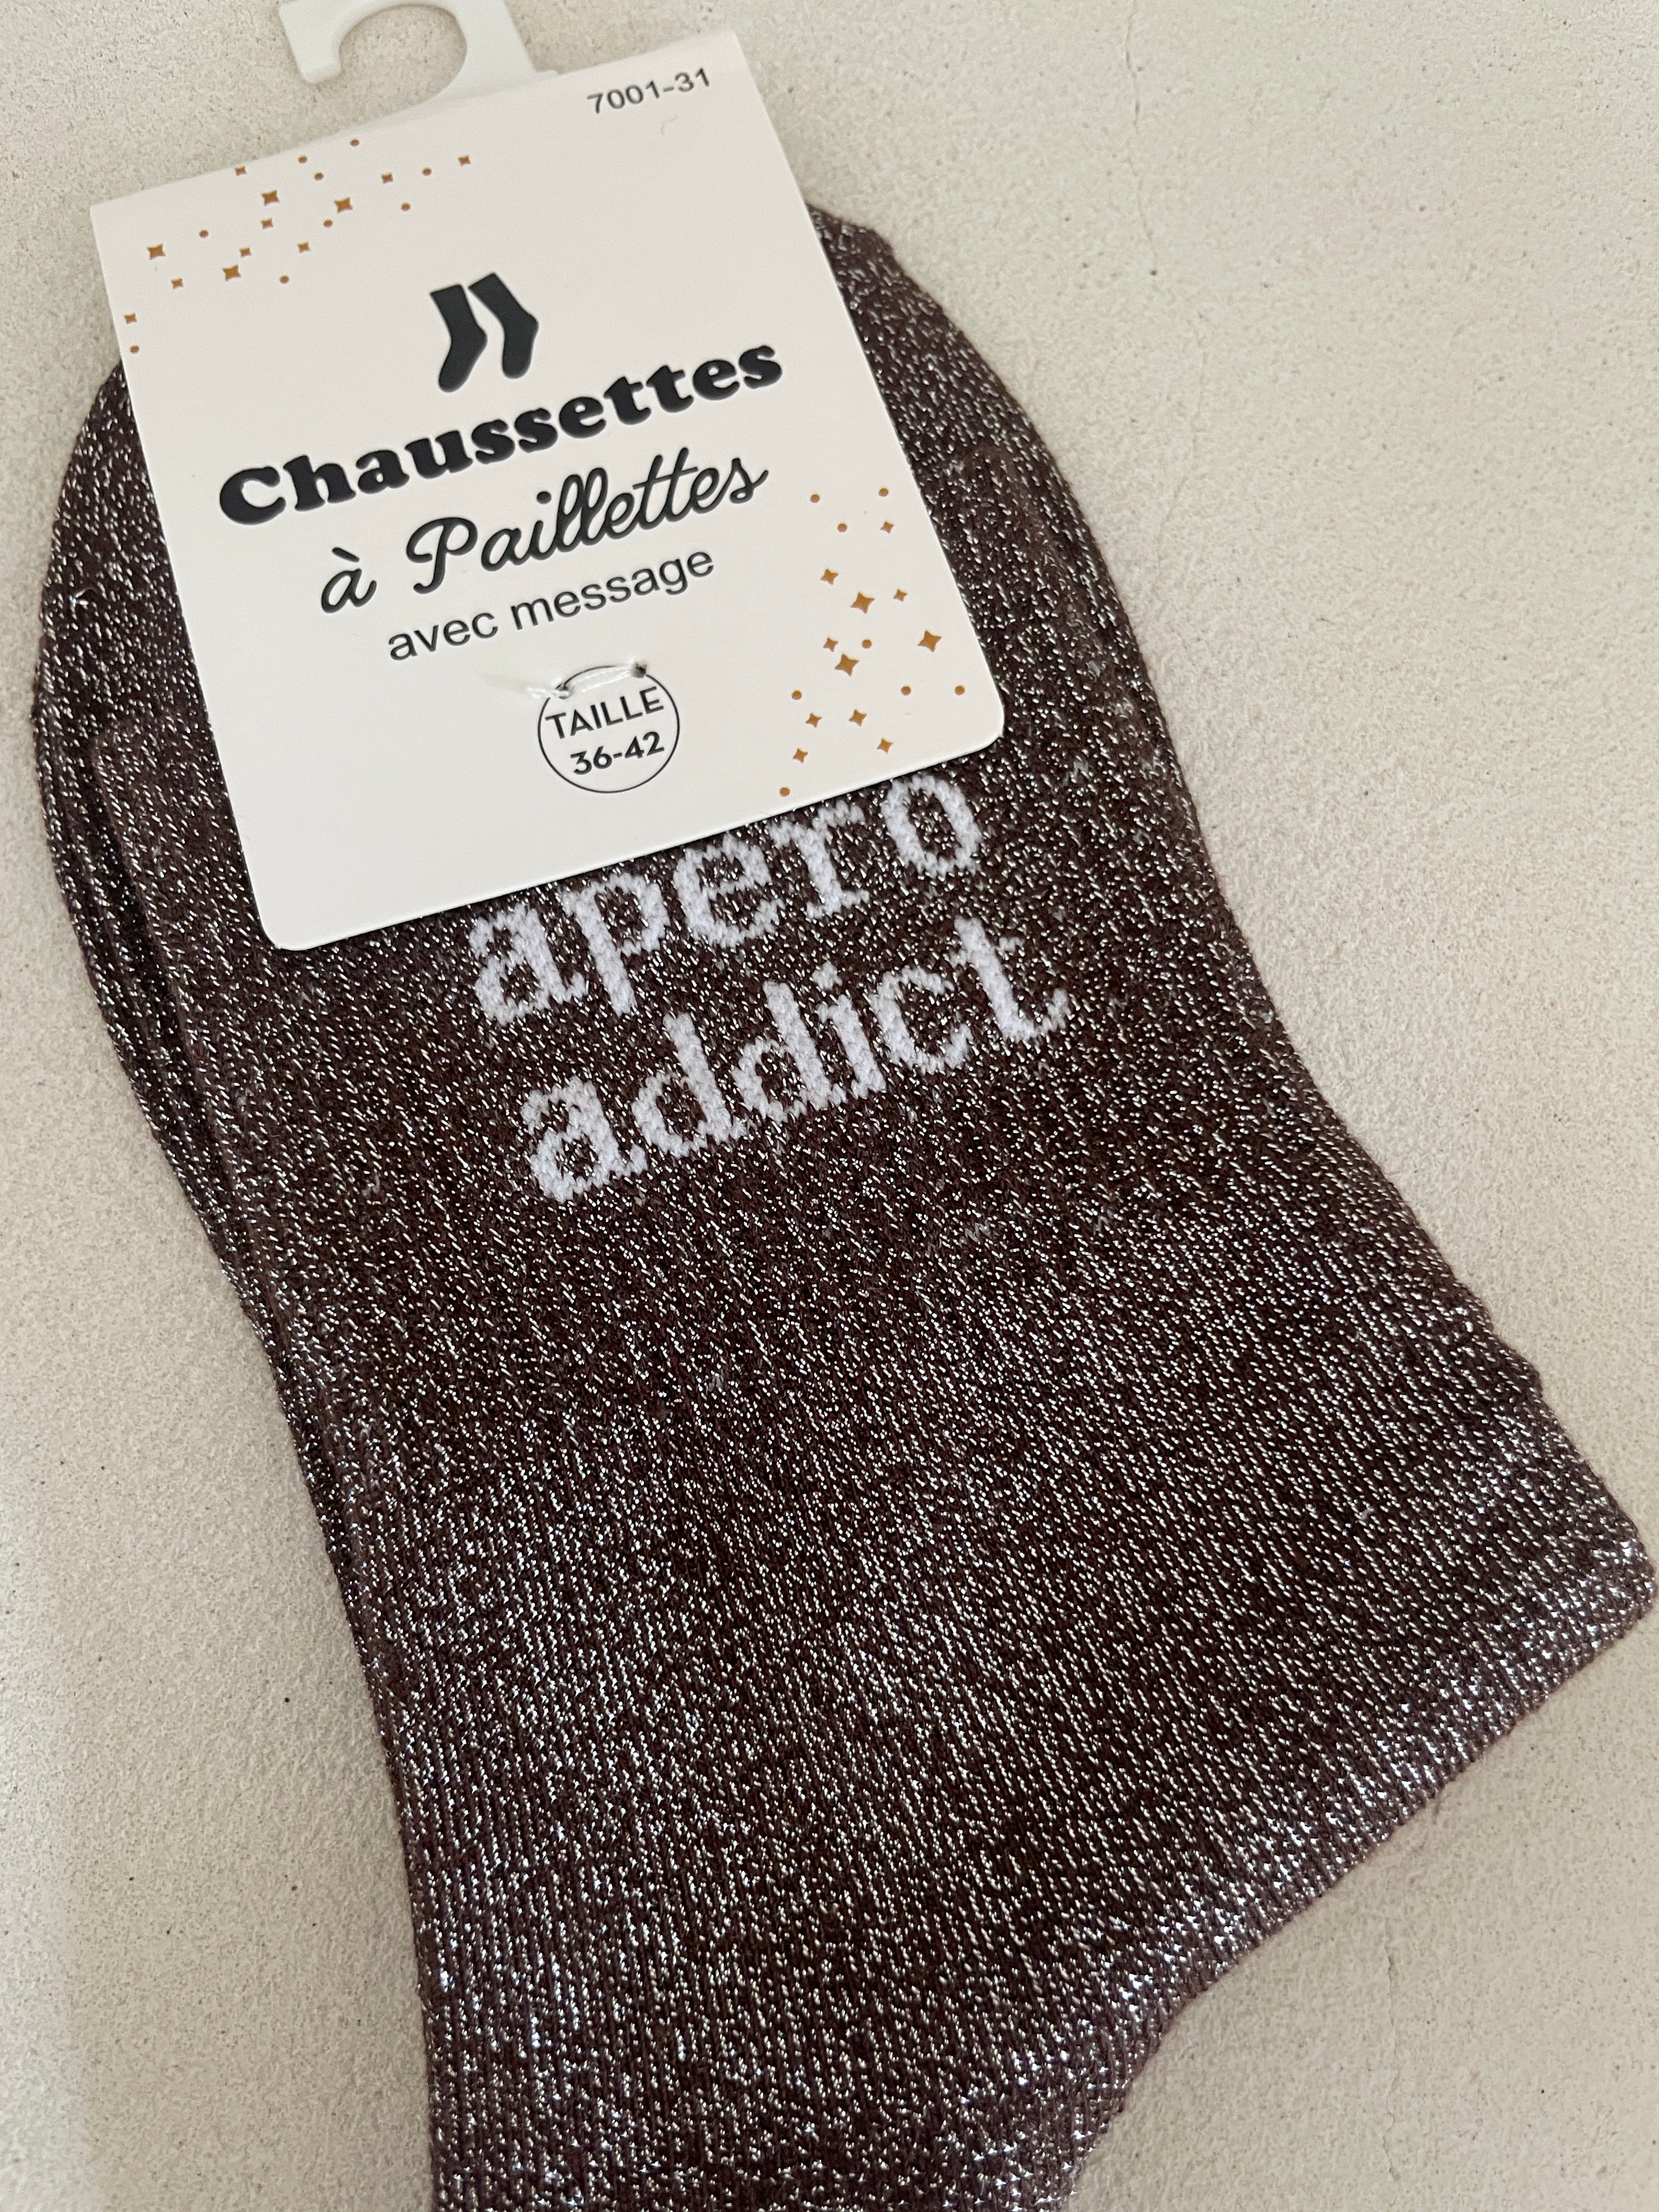 7001-31
Chaussettes
à Paillettes
avec message
TAILLE
36-42
apero
addict